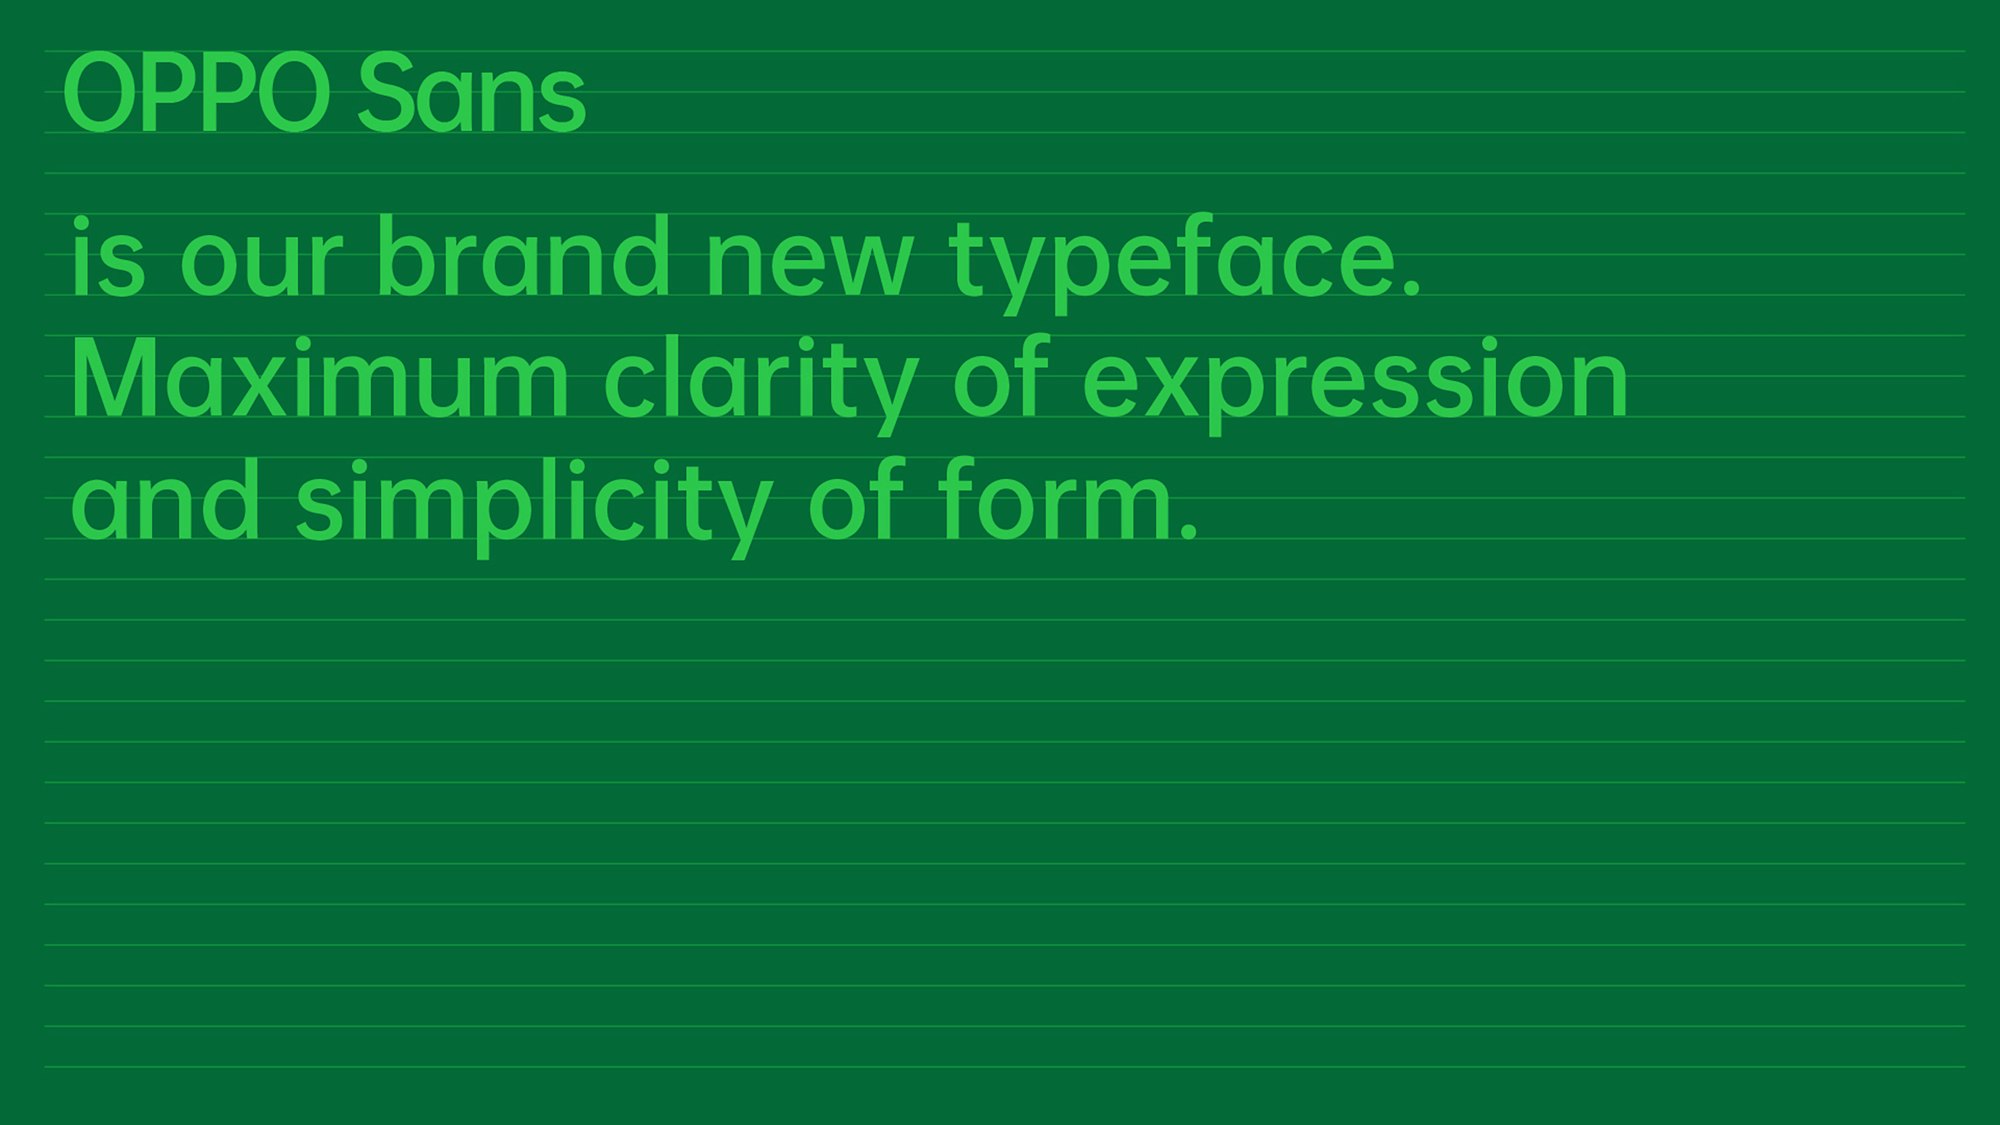 OPPO Sans
is our brand new typeface.
Maximum clarity of expression
and simplicity of form.